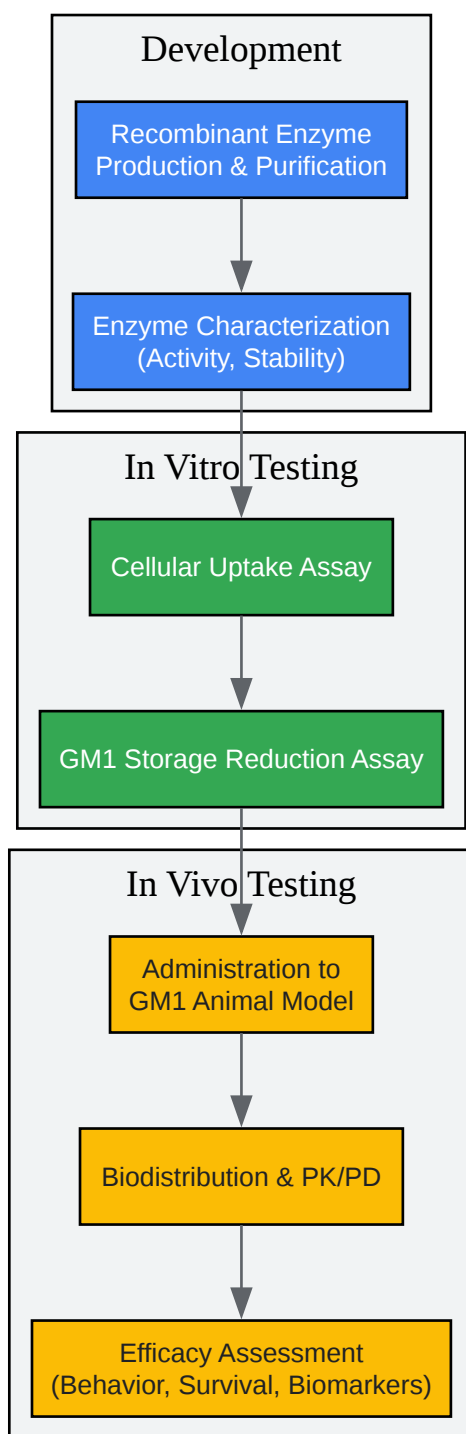 Development
Recombinant Enzyme
Production & Purification
Enzyme Characterization
(Activity, Stability)
In Vitro Testing
Cellular Uptake Assay
GM1 Storage Reduction Assay
In Vivo Testing
Administration to
GM1 Animal Model
Biodistribution & PK/PD
Efficacy Assessment
(Behavior, Survival, Biomarkers)